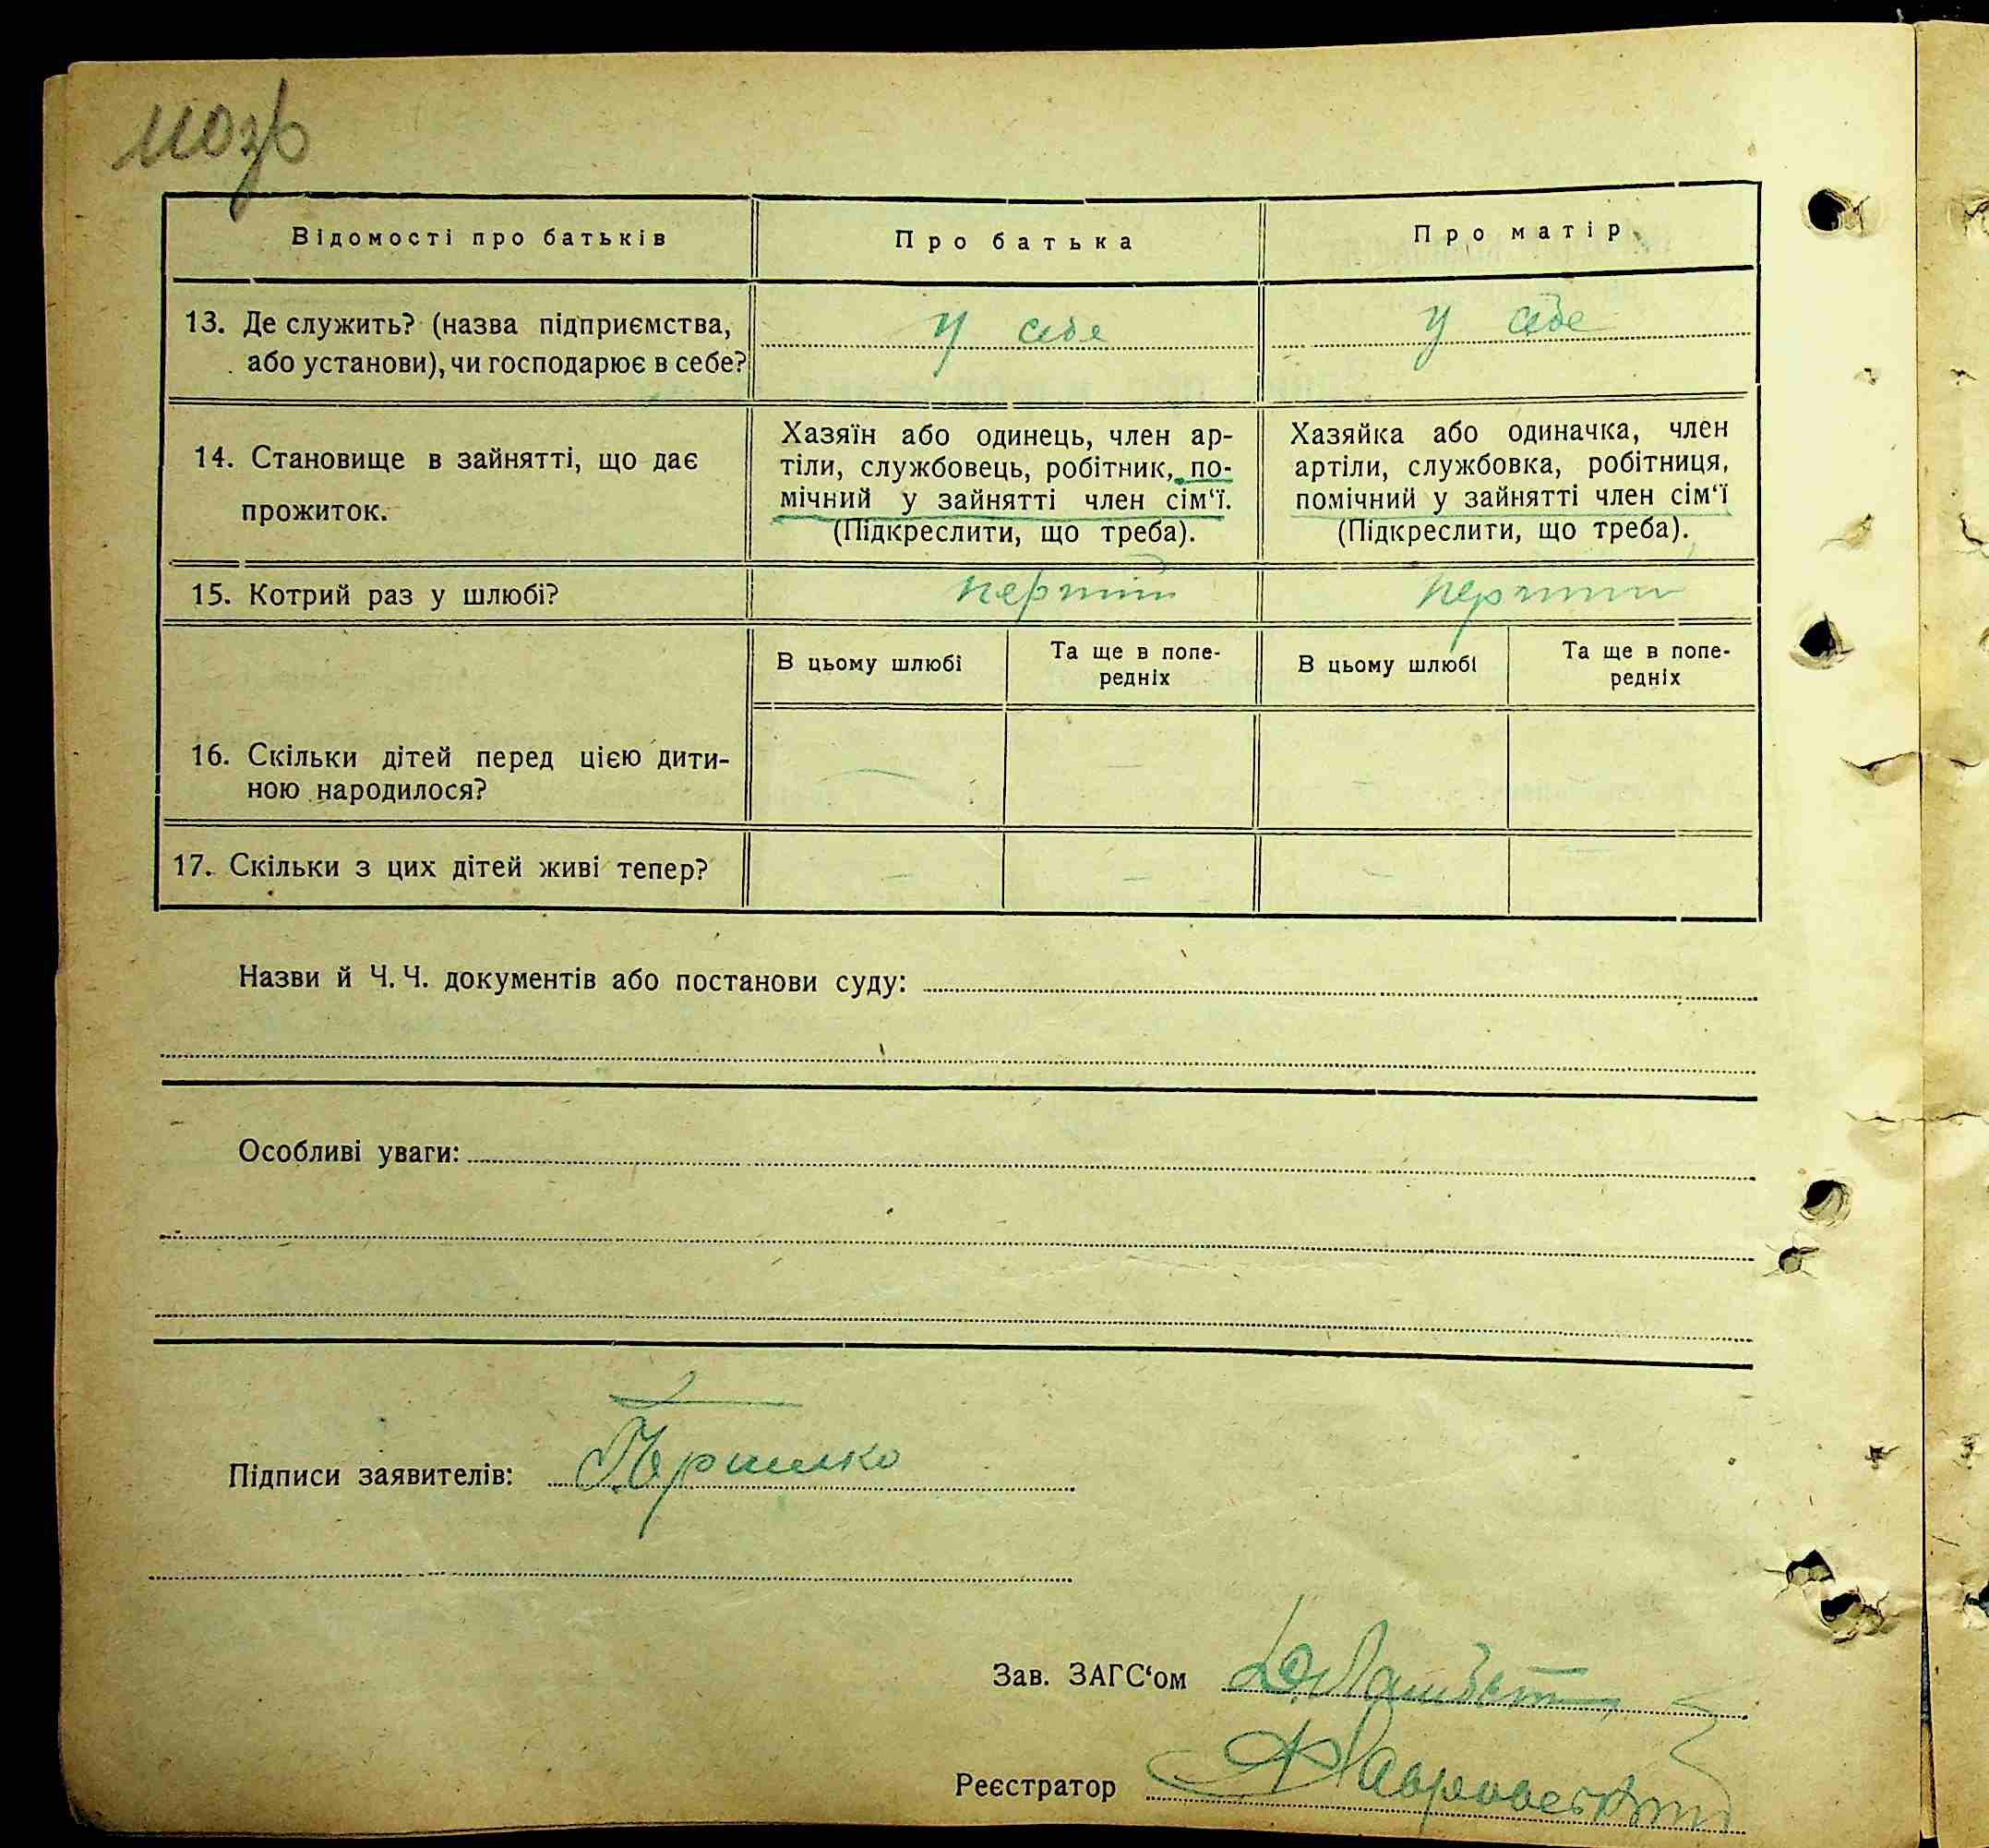 110зв
Відомості про батьків
Про батька
Про матір
13. Де служить? (назва підприємства,
або установи), чи господарює в себе?
у себе
у себе
14. Становище в зайнятті, що дає
прожиток.
Хазяїн або одинець, член ар-
тіли, службовець, робітник, по-
мічний у зайнятті член сім‘ї.
(Підкреслити, що треба).
Хазяйка або одиначка, член
артіли, службовка, робітниця,
помічний у зайнятті член сім‘ї
(Підкреслити, що треба).
15. Котрий раз у шлюбі?
перший
перший
В цьому шлюбі
Та ще в попе-
редніх
В цьому шлюбі
Та ще в попе-
редніх
16. Скільки дітей перед цією дити-
ною народилося?
17. Скільки з цих дітей живі тепер?
Назви й Ч. Ч. документів або постанови суду:
Особливі уваги:
Підписи заявителів:
Зав. ЗАГС‘ом
Реєстратор